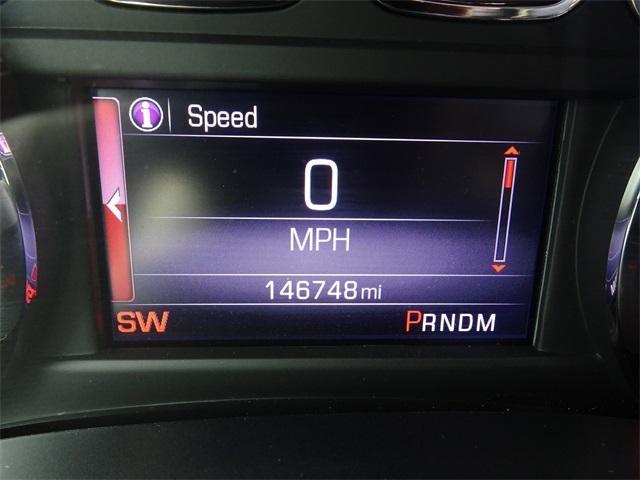 i Speed
0
MPH
146748 mi
SW PRNDM